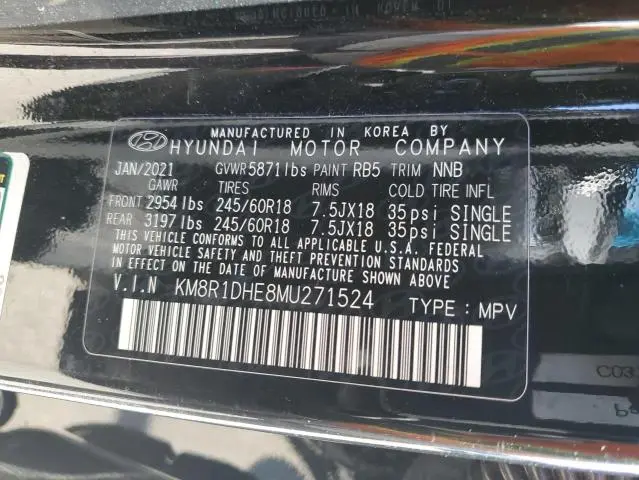 MANUFACTURED IN KOREA BY
HYUNDAI MOTOR COMPANY
JAN/2021 GVWR 5871 lbs PAINT RB5 TRIM NNB
GAWR TIRES RIMS COLD TIRE INFL
FRONT 2954 lbs 245/60R18 7.5JX18 35psi SINGLE
REAR 3197 lbs 245/60R18 7.5JX18 35psi SINGLE
THIS VEHICLE CONFORMS TO ALL APPLICABLE U.S.A. FEDERAL
MOTOR VEHICLE SAFETY AND THEFT PREVENTION STANDARDS
IN EFFECT ON THE DATE OF MANUFACTURE SHOWN ABOVE
V.I.N KM8R1DHE8MU271524 TYPE : MPV
C03